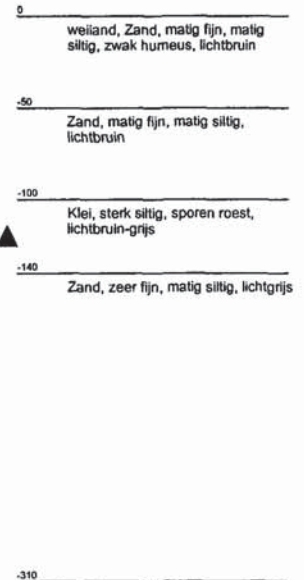 0
weiland, Zand, matig fijn, matig
siltig, zwak humeus, lichtbruin
-50
Zand, matig fijn, matig siltig,
lichtbruin
-100
Klei, sterk siltig, sporen roest,
lichtbruin-grijs
-140
Zand, zeer fijn, matig siltig, lichtgrijs
-310